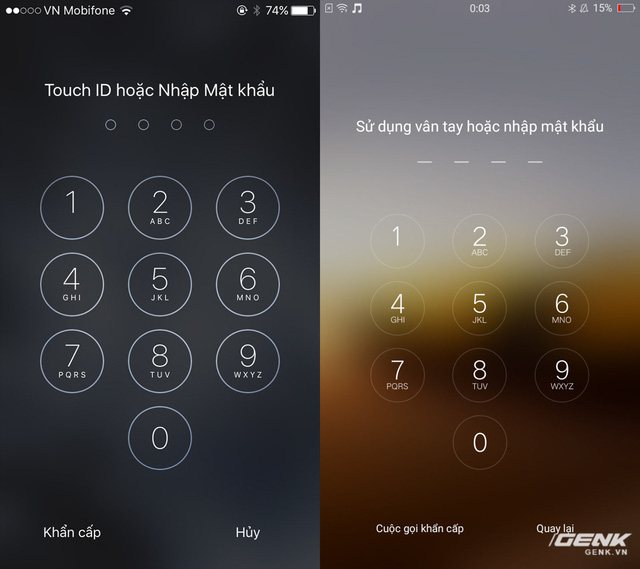 VN Mobifone 74%
Touch ID hoặc Nhập Mật khẩu
1 2 3
ABC DEF
4 5 6
GHI JKL MNO
7 8 9
PQRS TUV WXYZ
0
Khẩn cấp Hủy
0:03 15%
Sử dụng vân tay hoặc nhập mật khẩu
1 2 3
ABC DEF
4 5 6
GHI JKL MNO
7 8 9
PQRS TUV WXYZ
0
Cuộc gọi khẩn cấp Quay lại
GENK
GENK.VN